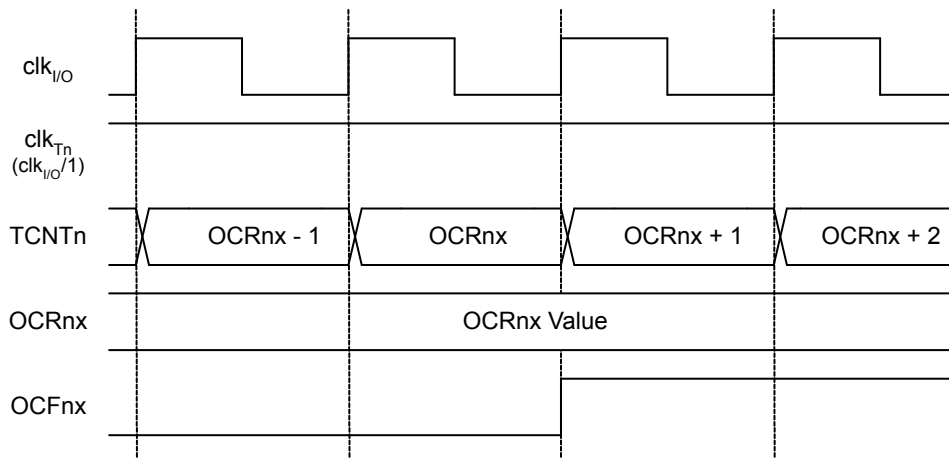 clkI/O
clkTn
(clkI/O/1)
TCNTn OCRnx - 1 OCRnx OCRnx + 1 OCRnx + 2
OCRnx OCRnx Value
OCFnx